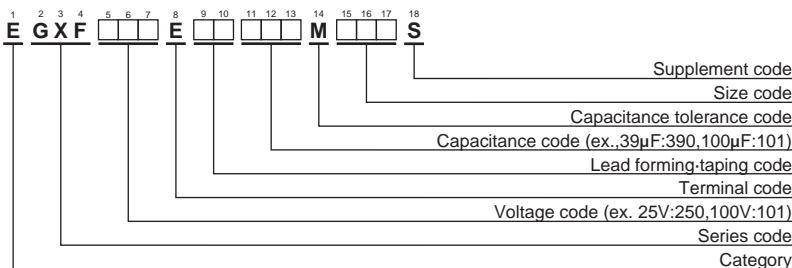 1 2 3 4 5 6 7 8 9 10 11 12 13 14 15 16 17 18
E GXF □□□ E □□ □□□ M □□□ S
Supplement code
Size code
Capacitance tolerance code
Capacitance code (ex.,39μF:390,100μF:101)
Lead forming·taping code
Terminal code
Voltage code (ex. 25V:250,100V:101)
Series code
Category